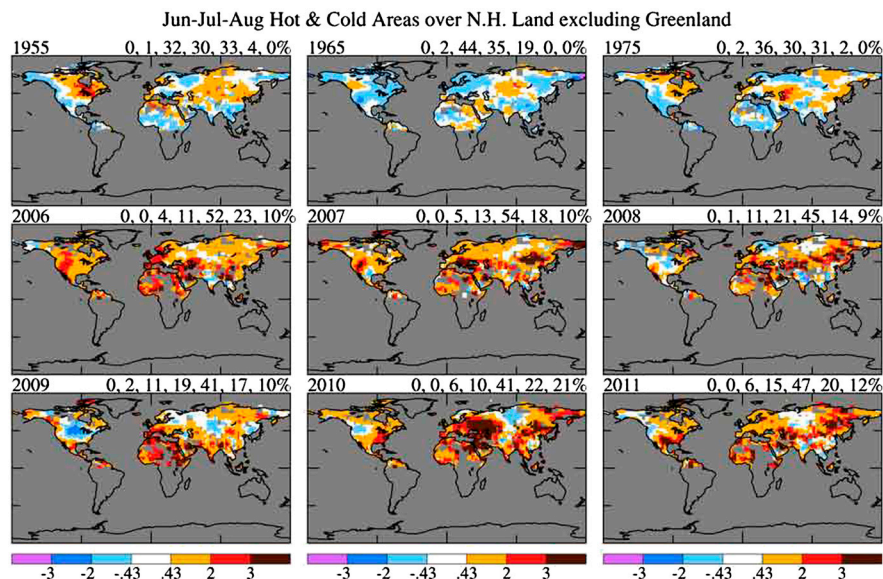 Jun-Jul-Aug Hot & Cold Areas over N.H. Land excluding Greenland
1955 0, 1, 32, 30, 33, 4, 0% 1965 0, 2, 44, 35, 19, 0, 0% 1975 0, 2, 36, 30, 31, 2, 0%
2006 0, 0, 4, 11, 52, 23, 10% 2007 0, 0, 5, 13, 54, 18, 10% 2008 0, 1, 11, 21, 45, 14, 9%
2009 0, 2, 11, 19, 41, 17, 10% 2010 0, 0, 6, 10, 41, 22, 21% 2011 0, 0, 6, 15, 47, 20, 12%
-3 -2 -.43 .43 2 3 -3 -2 -.43 .43 2 3 -3 -2 -.43 .43 2 3